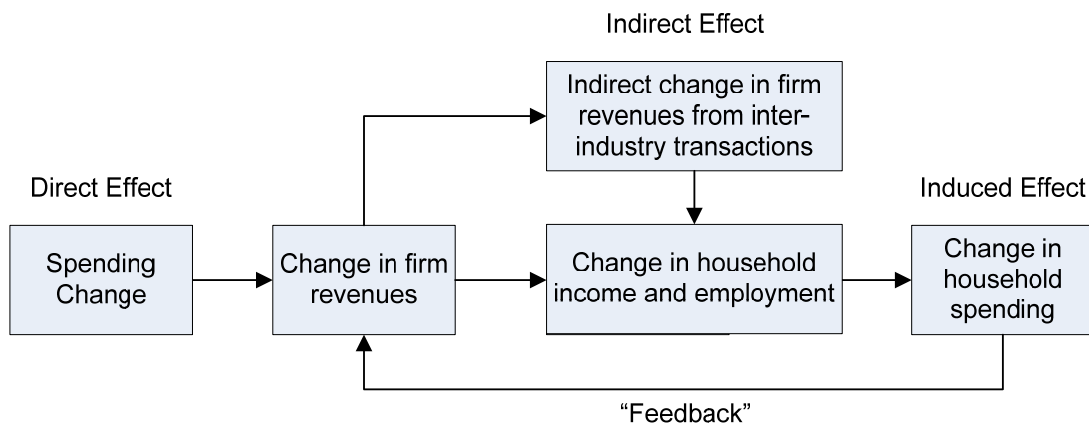 Indirect Effect
Indirect change in firm
revenues from inter-
industry transactions
Direct Effect
Induced Effect
Spending
Change
Change in firm
revenues
Change in household
income and employment
Change in
household
spending
“Feedback”